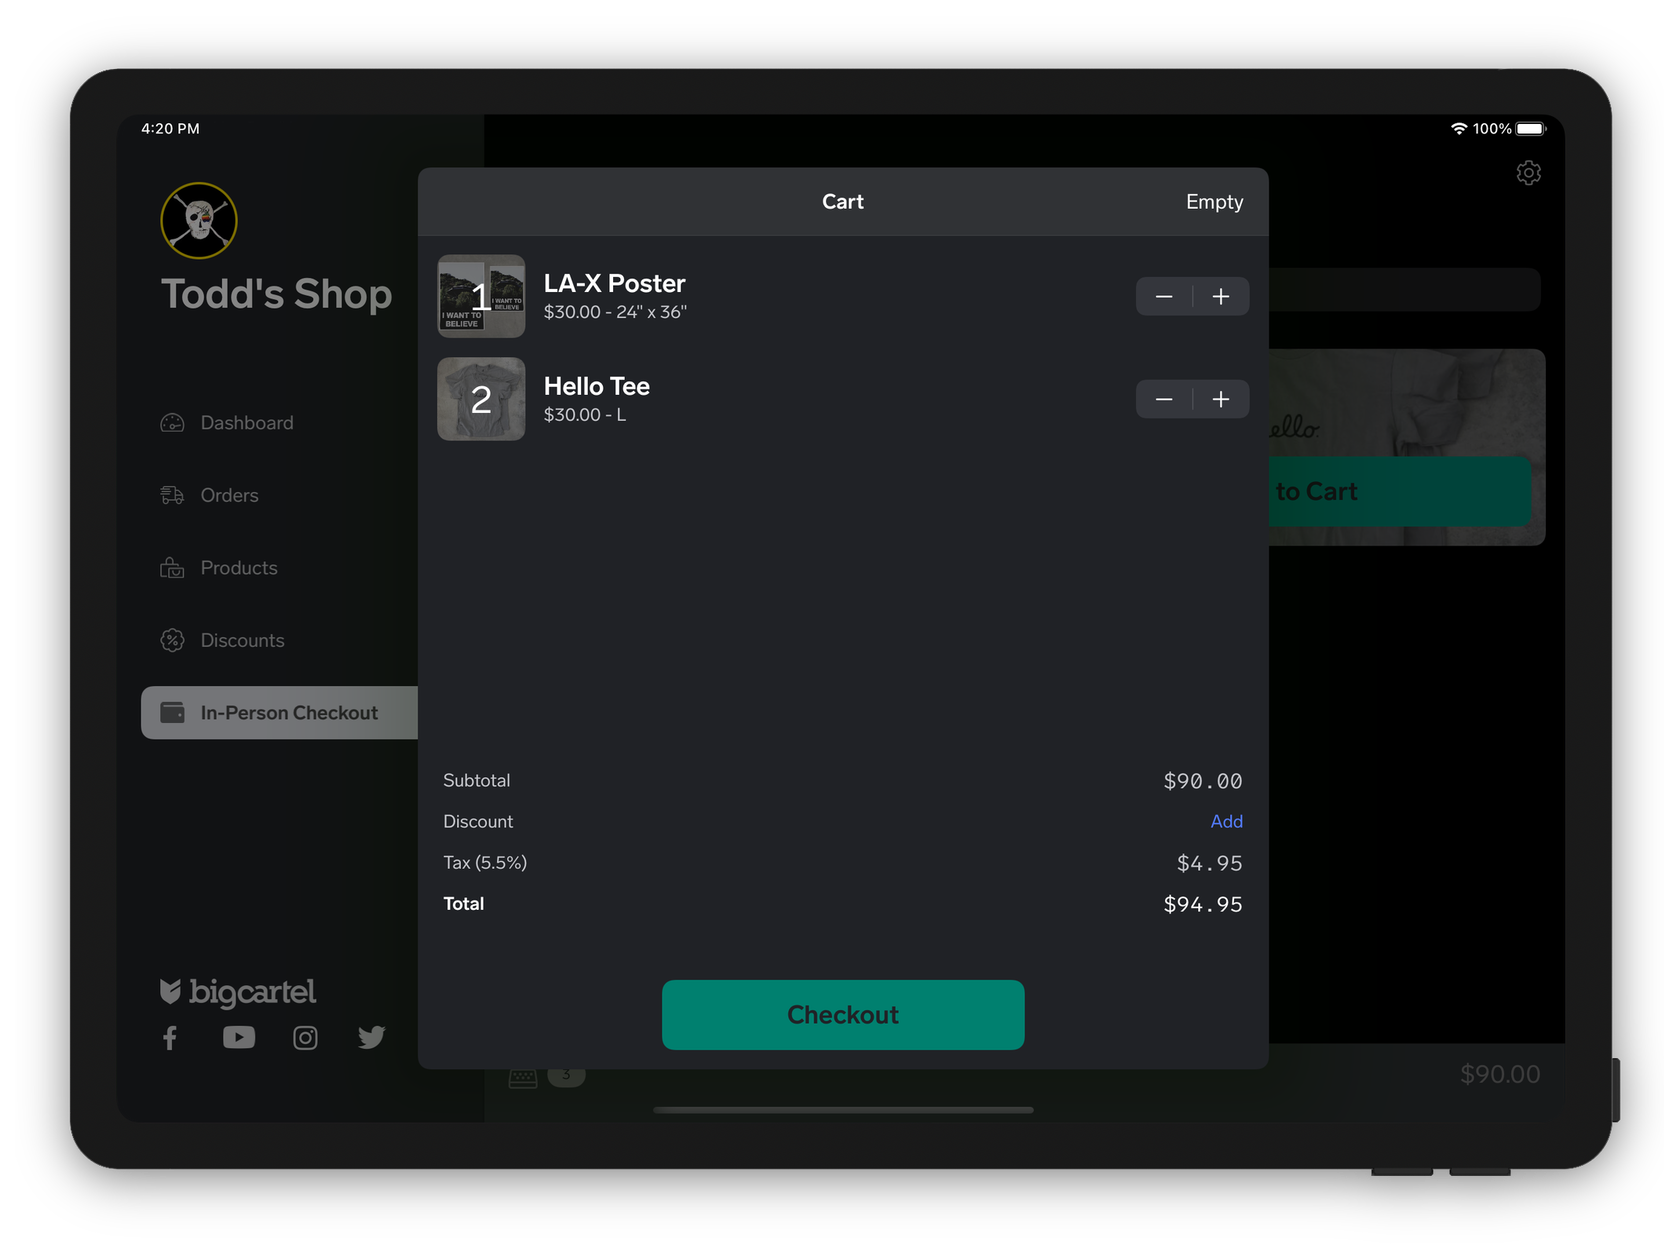 4:20 PM
100%
Todd's Shop
Dashboard
Orders
Products
Discounts
In-Person Checkout
bigcartel
Cart
Empty
1
I WANT TO
BELIEVE
I WANT TO
BELIEVE
LA-X Poster
$30.00 - 24" x 36"
2
Hello Tee
$30.00 - L
Subtotal
$90.00
Discount
Add
Tax (5.5%)
$4.95
Total
$94.95
Checkout
ello.
to Cart
3
$90.00